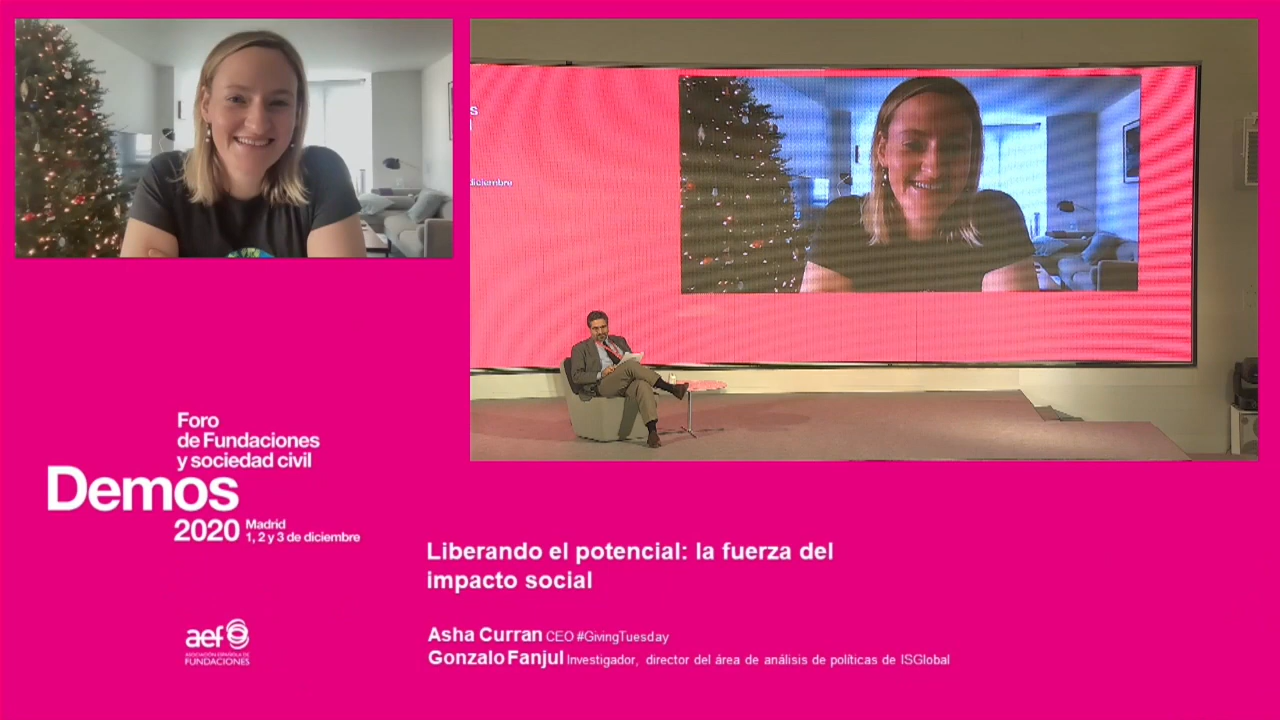 diciembre
Foro
de Fundaciones
y sociedad civil
Demos
2020 Madrid
1, 2 y 3 de diciembre
Liberando el potencial: la fuerza del
impacto social
aef
ASOCIACIÓN ESPAÑOLA DE
FUNDACIONES
Asha Curran CEO #GivingTuesday
Gonzalo Fanjul Investigador, director del área de análisis de políticas de ISGlobal